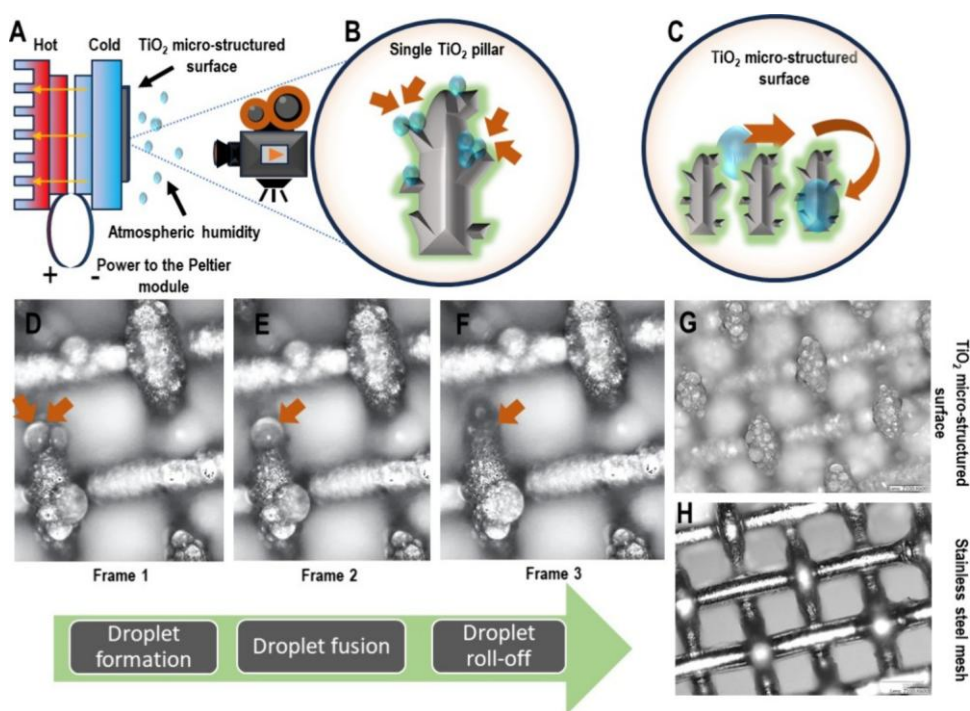 A
Hot
Cold
TiO₂ micro-structured
surface
Atmospheric humidity
+
-
Power to the Peltier
module
B
Single TiO₂ pillar
C
TiO₂ micro-structured
surface
D
E
F
G
TiO₂ micro-structured
surface
H
Stainless steel mesh
Frame 1
Frame 2
Frame 3
Droplet
formation
Droplet fusion
Droplet
roll-off